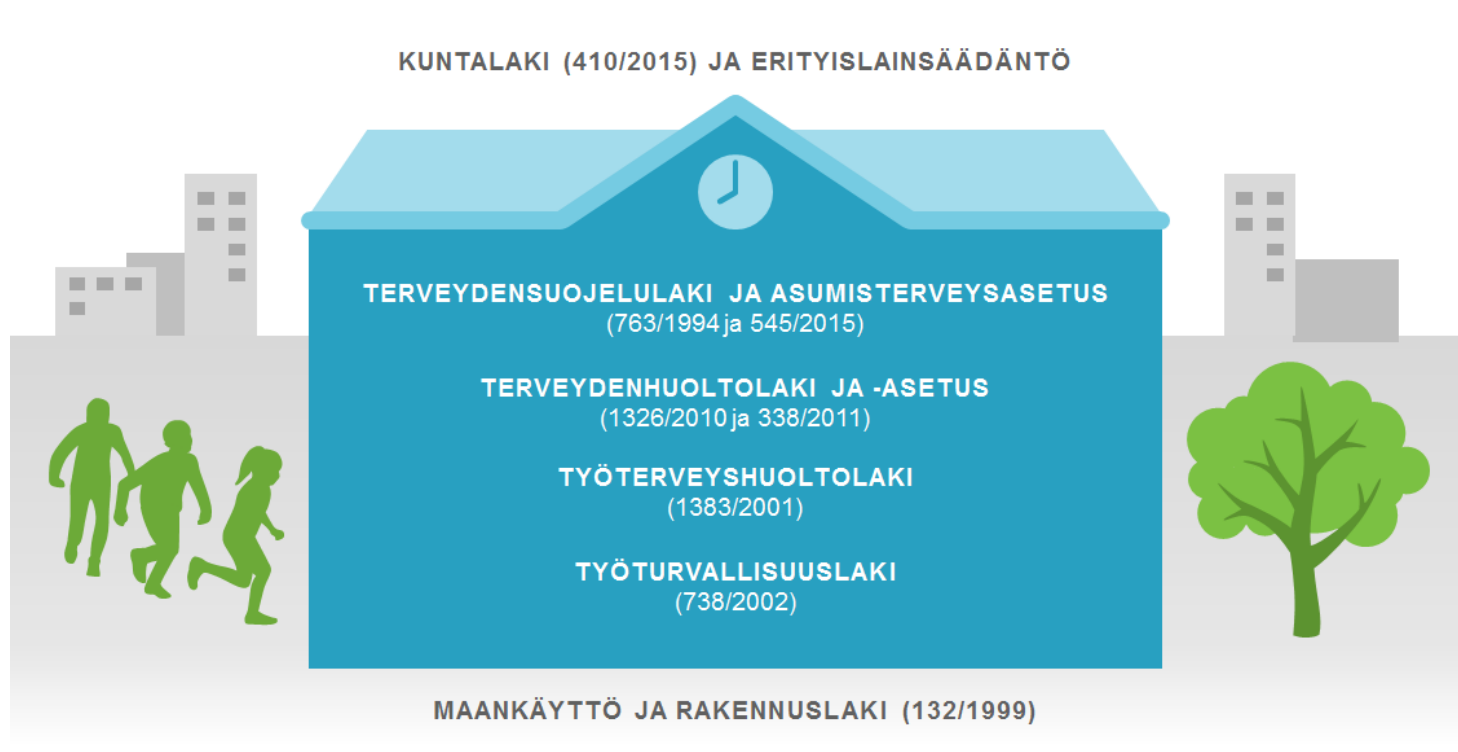 KUNTALAKI (410/2015) JA ERITYISLAINSÄÄDÄNTÖ
TERVEYDENSUOJELULAKI JA ASUMISTERVEYSASETUS
(763/1994 ja 545/2015)
TERVEYDENHUOLTOLAKI JA -ASETUS
(1326/2010 ja 338/2011)
TYÖTERVEYSHUOLTOLAKI
(1383/2001)
TYÖTURVALLISUUSLAKI
(738/2002)
MAANKÄYTTÖ JA RAKENNUSLAKI (132/1999)